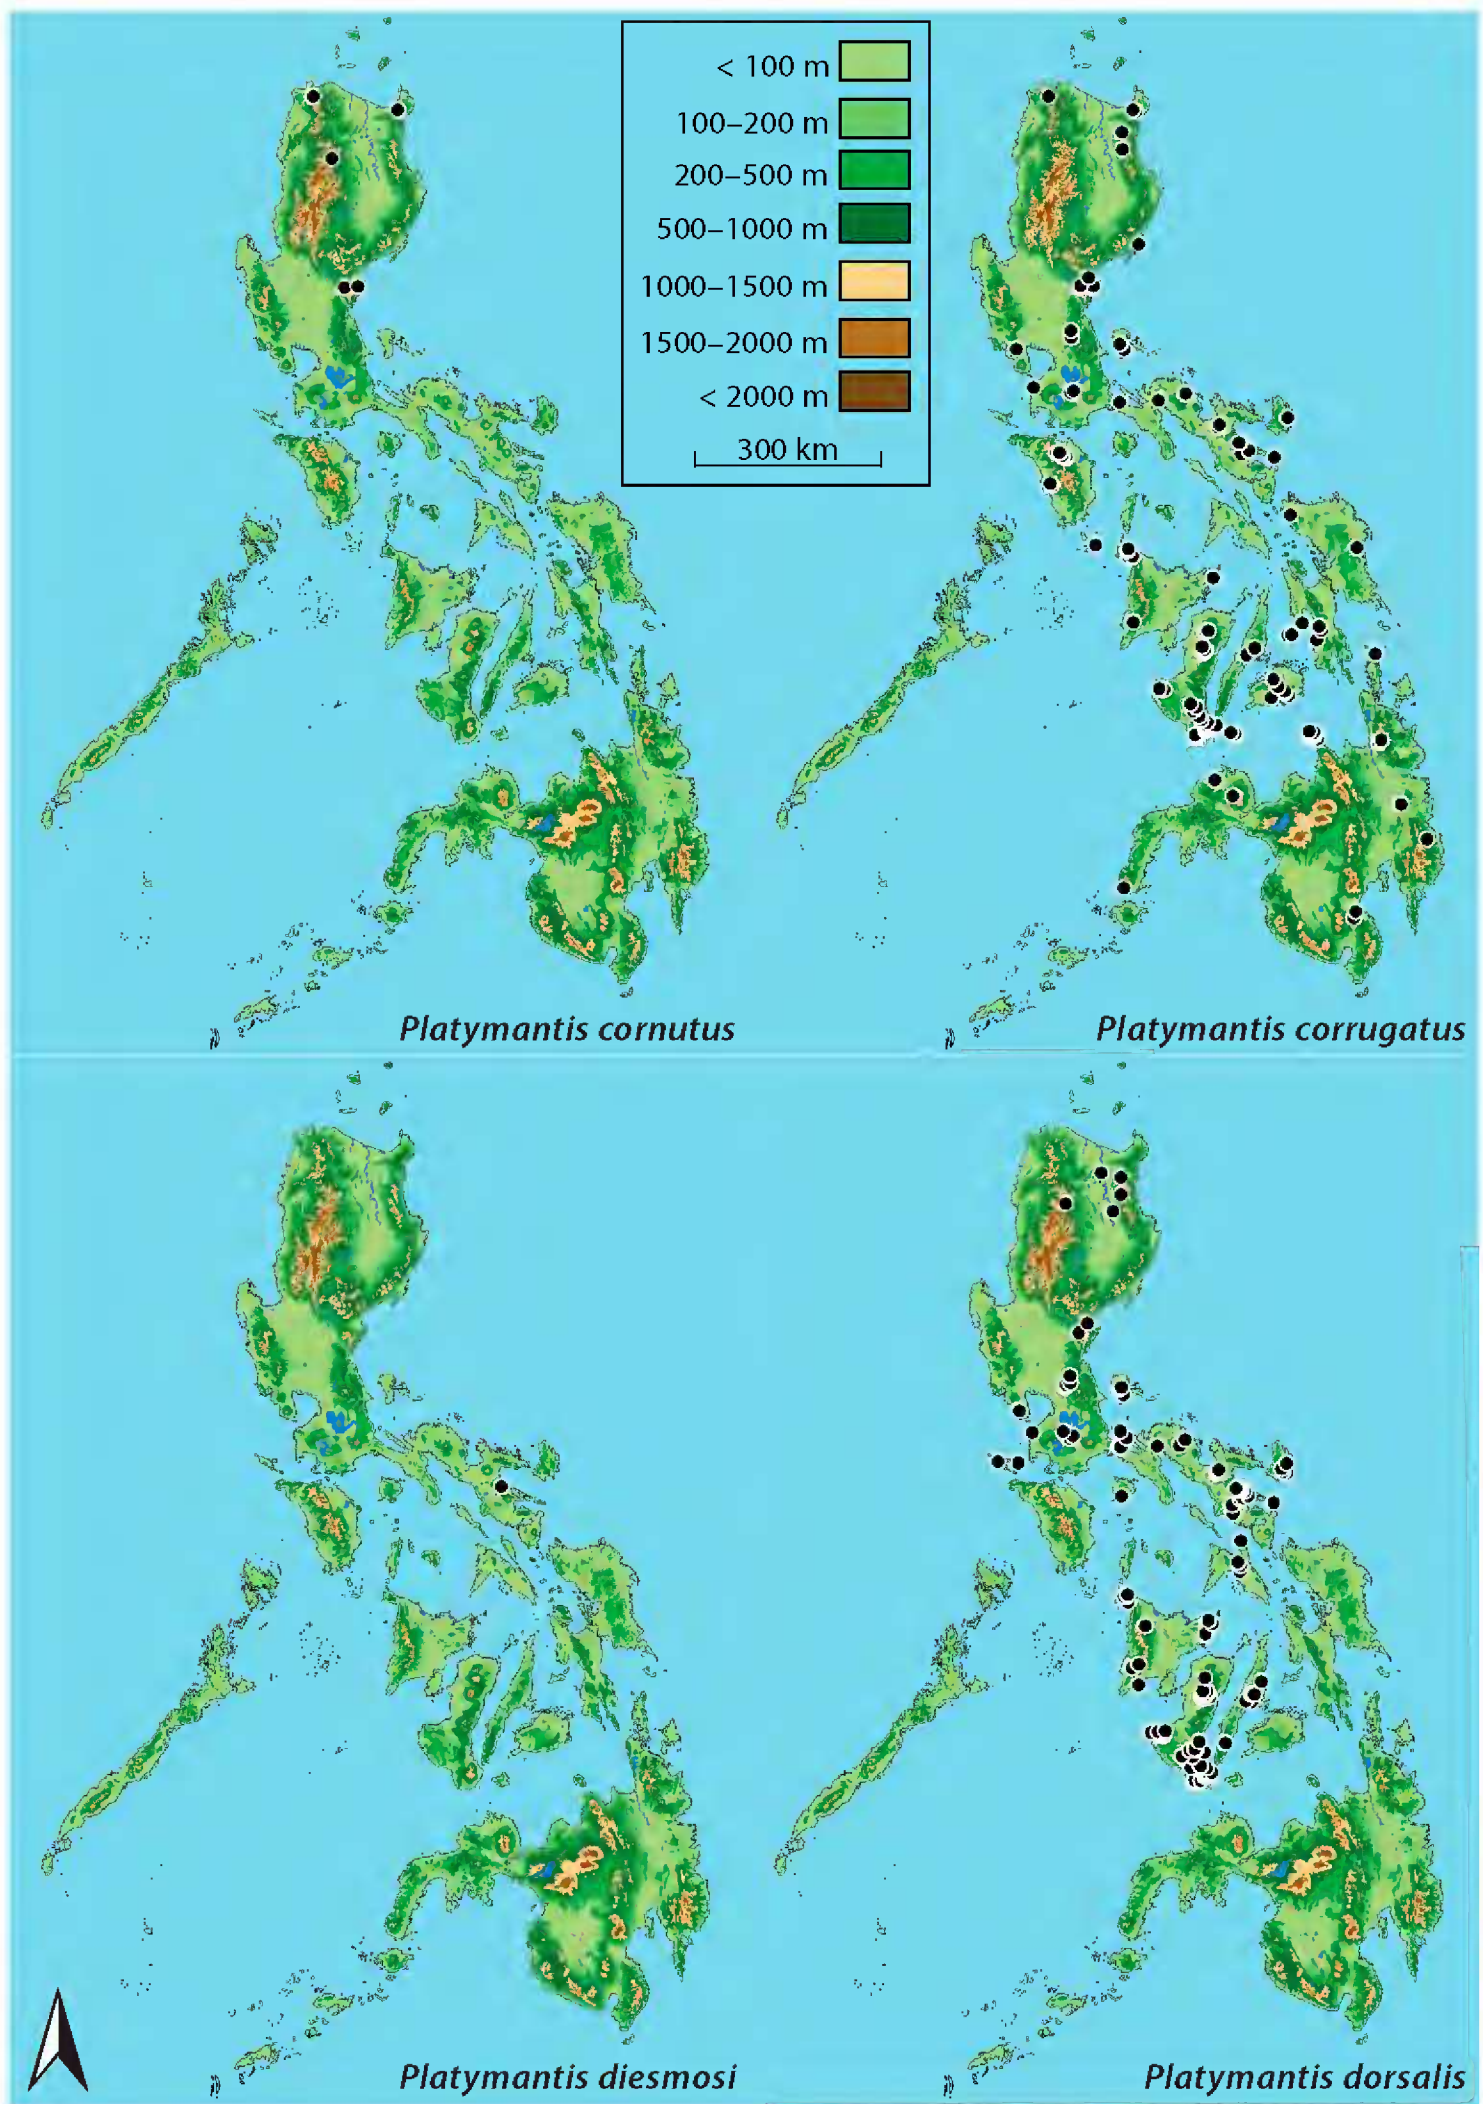 < 100 m
100–200 m
200–500 m
500–1000 m
1000–1500 m
1500–2000 m
< 2000 m
300 km
Platymantis cornutus
Platymantis corrugatus
Platymantis diesmosi
Platymantis dorsalis